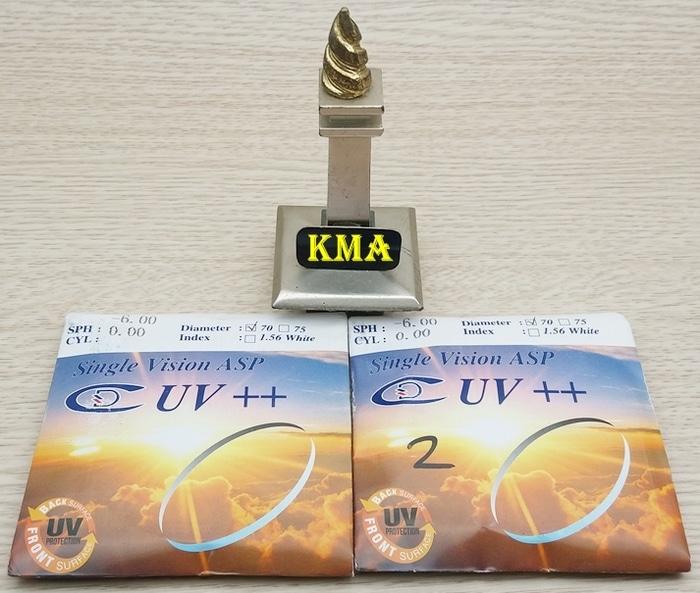 KMA
-6.00
SPH : 0.00
CYL :
Diameter : ☑ 70 ☐ 75
Index : ☐ 1.56 White
Single Vision ASP
UV ++
BACK SURFACE
UV
PROTECTION
FRONT SURFACE
SPH : -6.00
CYL : 0.00
Diameter : ☑ 70 ☐ 75
Index : ☐ 1.56 White
Single Vision ASP
UV ++
2
BACK SURFACE
UV
PROTECTION
FRONT SURFACE